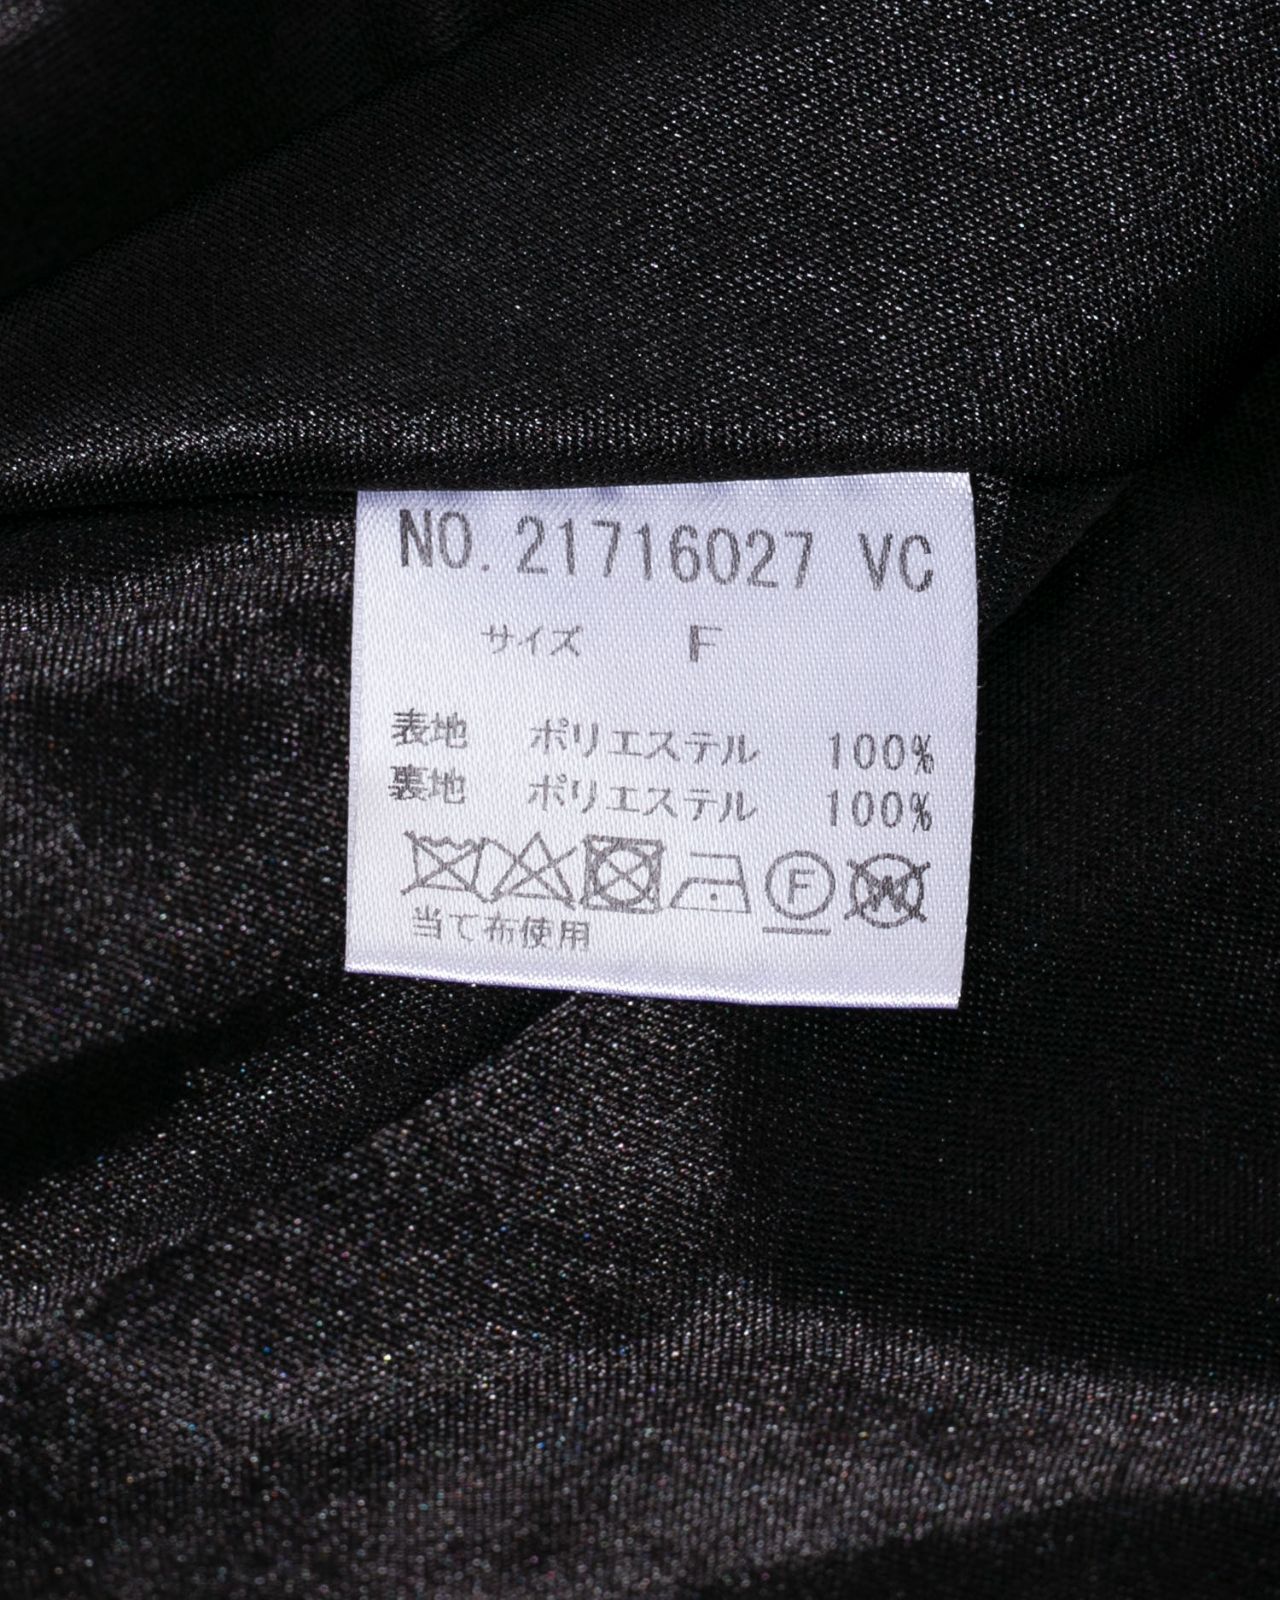 NO. 21716027 VC
サイズ F
表地 ポリエステル 100%
裏地 ポリエステル 100%
F W
当て布使用